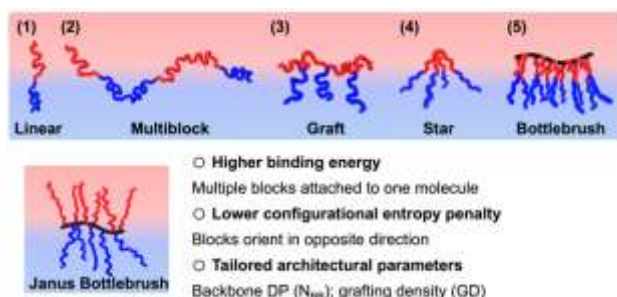 (1) (2) (3) (4) (5)
Linear Multiblock Graft Star Bottlebrush
○ Higher binding energy
Multiple blocks attached to one molecule
○ Lower configurational entropy penalty
Blocks orient in opposite direction
○ Tailored architectural parameters
Backbone DP (N); grafting density (GD)
Janus Bottlebrush